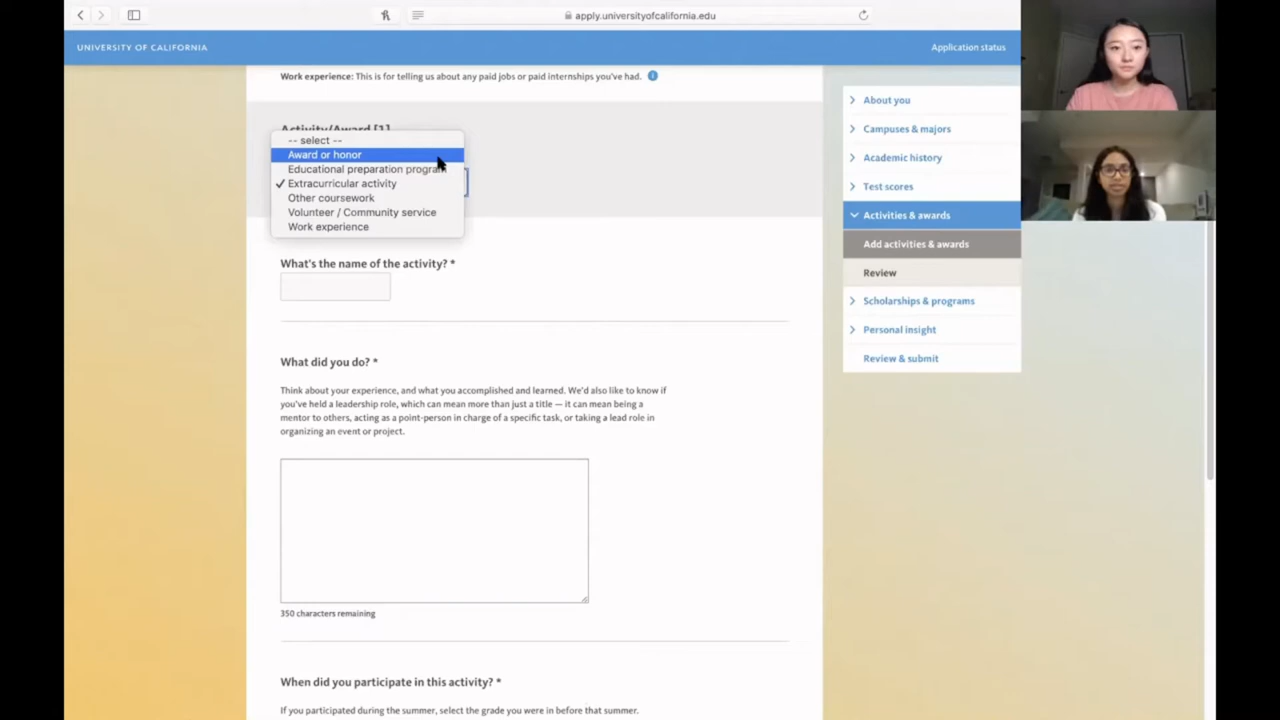 apply.universityofcalifornia.edu
UNIVERSITY OF CALIFORNIA
Application status
Work experience: This is for telling us about any paid jobs or paid internships you've had.
Activity/Award [1]
-- select --
Award or honor
Educational preparation program
✓ Extracurricular activity
Other coursework
Volunteer / Community service
Work experience
What's the name of the activity? *
What did you do? *
Think about your experience, and what you accomplished and learned. We'd also like to know if
you've held a leadership role, which can mean more than just a title — it can mean being a
mentor to others, acting as a point-person in charge of a specific task, or taking a lead role in
organizing an event or project.
350 characters remaining
When did you participate in this activity? *
If you participated during the summer, select the grade you were in before that summer.
About you
Campuses & majors
Academic history
Test scores
Activities & awards
Add activities & awards
Review
Scholarships & programs
Personal insight
Review & submit